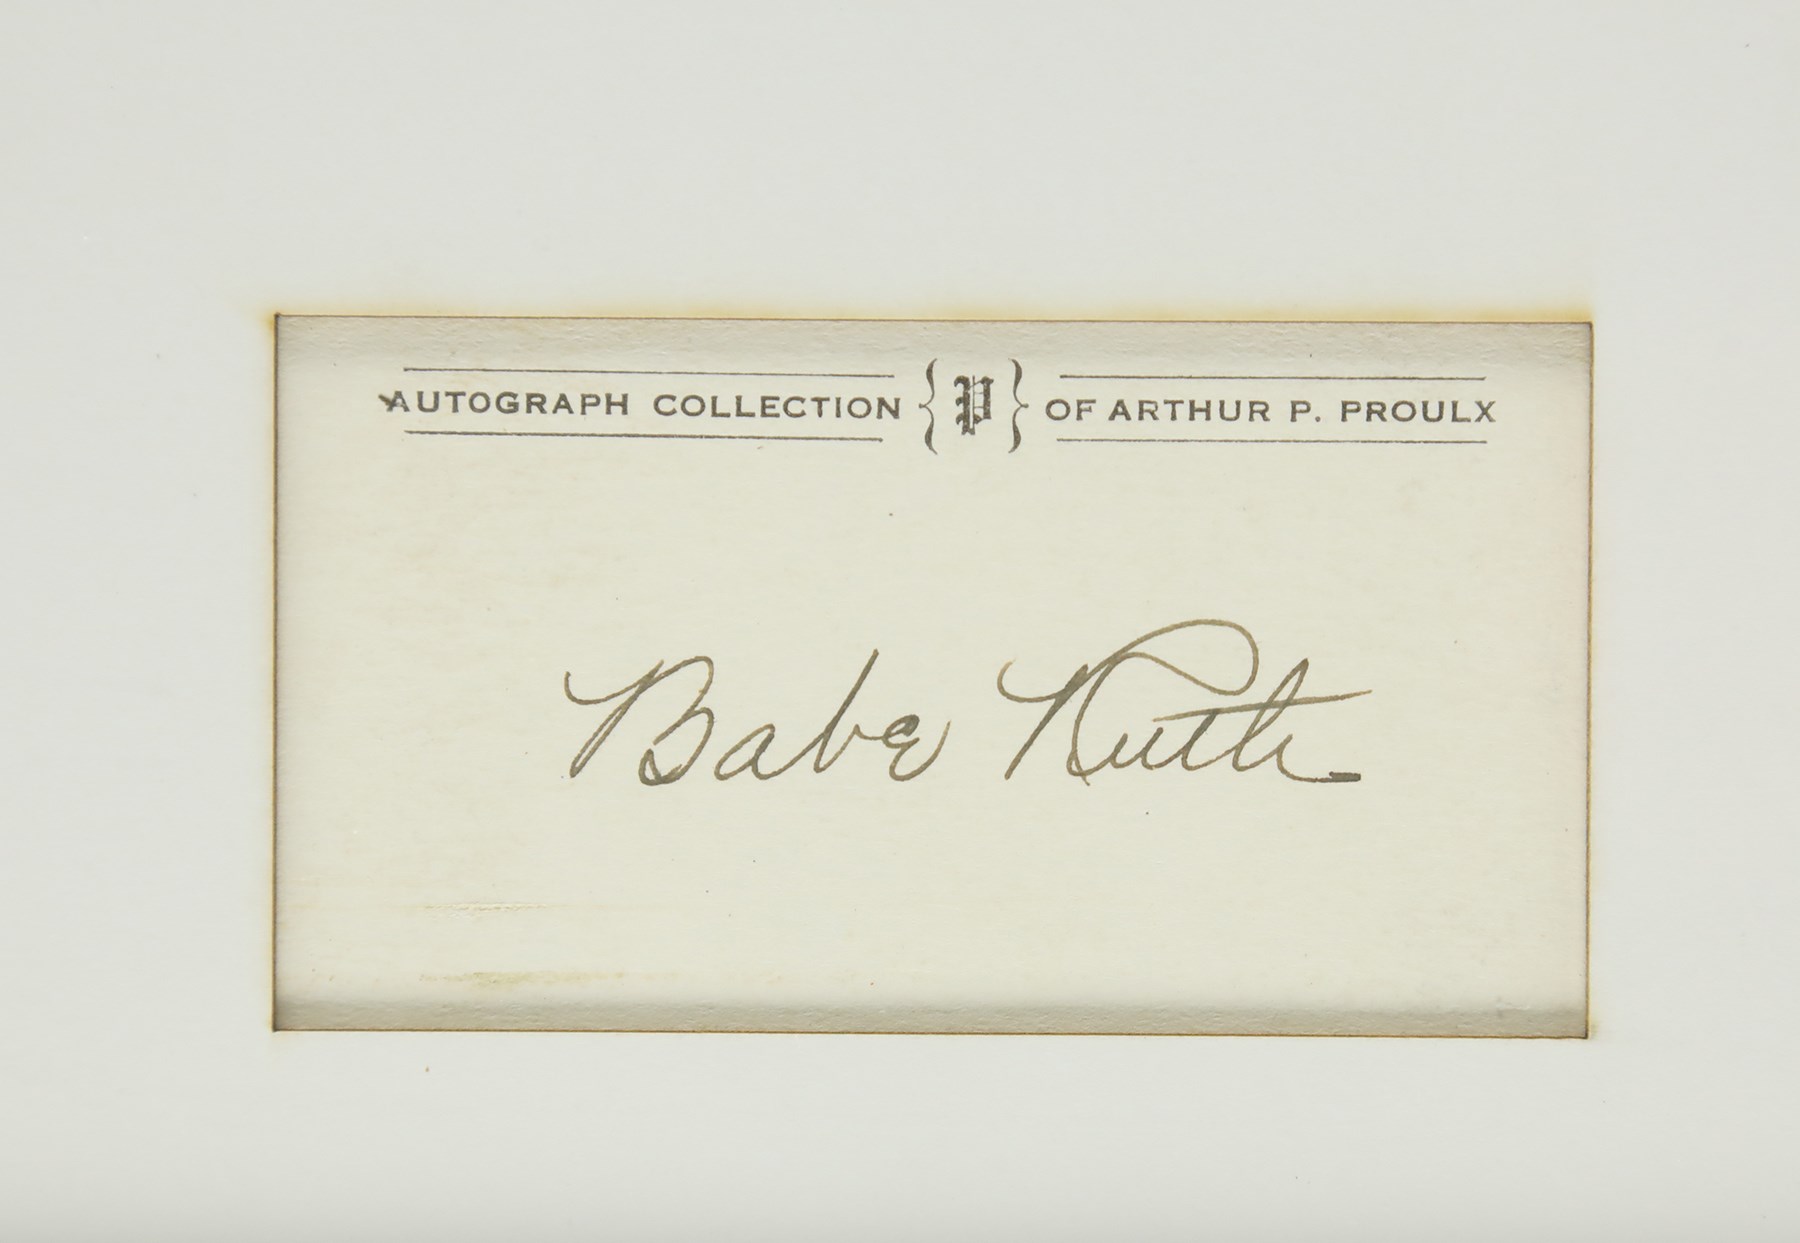 AUTOGRAPH COLLECTION {P} OF ARTHUR P. PROULX
Babe Ruth